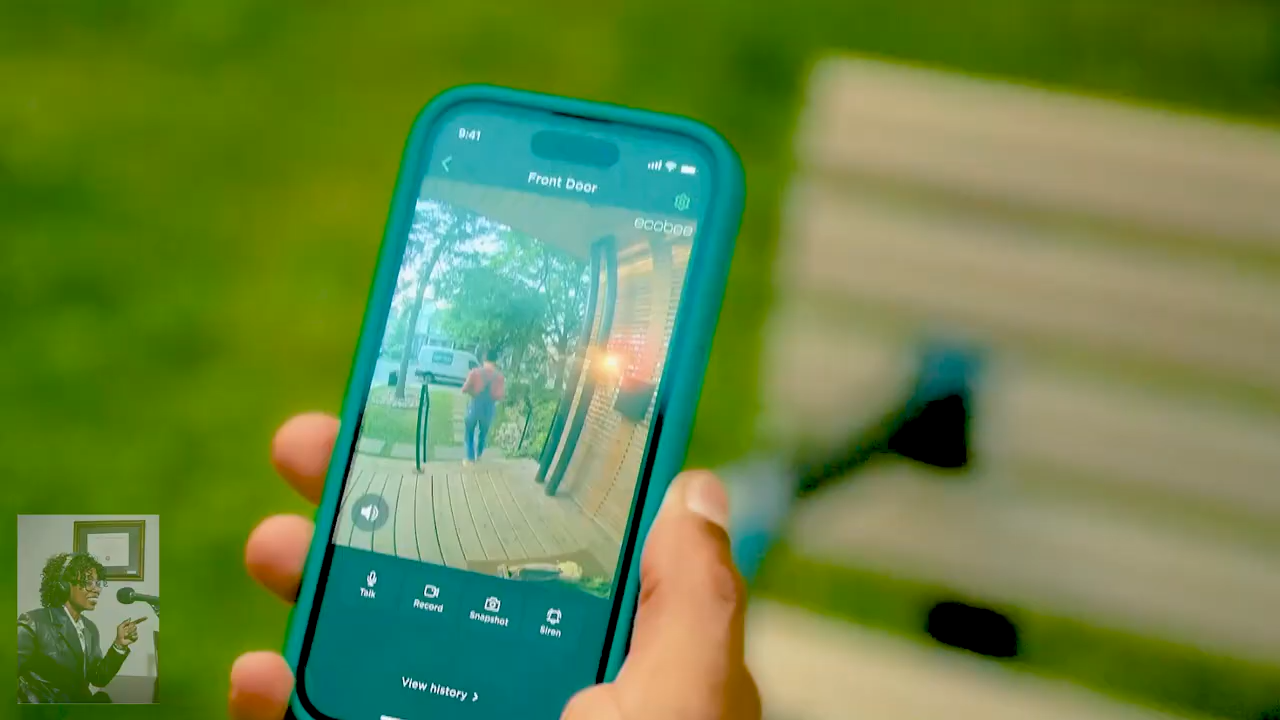 9:41
Front Door
ecobee
Talk
Record
Snapshot
Siren
View history